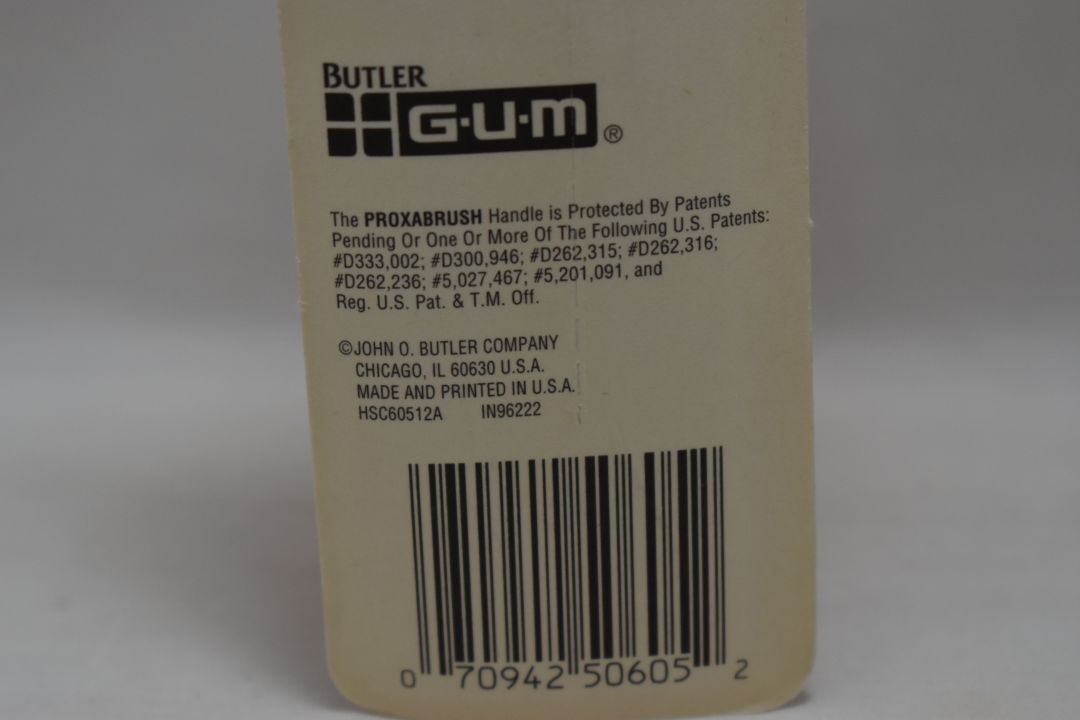 BUTLER
G·U·M®
The PROXABRUSH Handle is Protected By Patents
Pending Or One Or More Of The Following U.S. Patents:
#D333,002; #D300,946; #D262,315; #D262,316;
#D262,236; #5,027,467; #5,201,091, and
Reg. U.S. Pat. & T.M. Off.
©JOHN O. BUTLER COMPANY
CHICAGO, IL 60630 U.S.A.
MADE AND PRINTED IN U.S.A.
HSC60512A IN96222
0 70942 50605 2